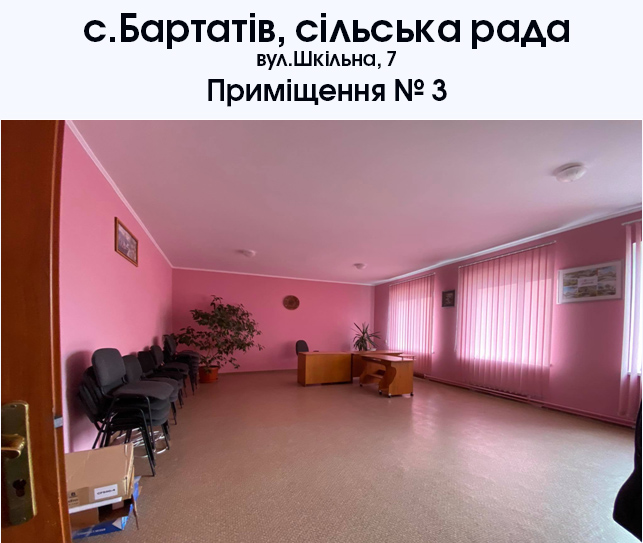 с.Бартатів, сільська рада
вул.Шкільна, 7
Приміщення № 3